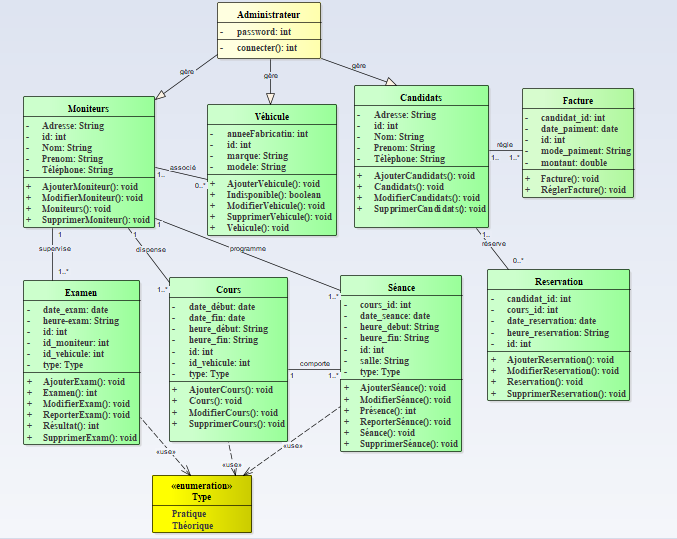 Administrateur
- password: int
- connecter(): int
gère
gère
gère
Moniteurs
- Adresse: String
- id: int
- Nom: String
- Prenom: String
- Téléphone: String
+ AjouterMoniteur(): void
+ ModifierMoniteur(): void
+ Moniteurs(): void
+ SupprimerMoniteur(): void
associé
1..
0..*
Véhicule
- anneeFabricatin: int
- id: int
- marque: String
- modele: String
+ AjouterVehicule(): void
+ Indisponible(): boolean
+ ModifierVehicule(): void
+ SupprimerVehicule(): void
+ Vehicule(): void
Candidats
- Adresse: String
- id: int
- Nom: String
- Prenom: String
- Téléphone: String
+ AjouterCandidats(): void
+ Candidats(): void
+ ModifierCandidats(): void
+ SupprimerCandidats(): void
régle
1..
1..*
Facture
- candidat_id: int
- date_paiment: date
- id: int
- mode_paiment: String
- montant: double
+ Facture(): void
+ RéglerFacture(): void
1
supervise
1..*
1
dispense
1..*
1
programme
1..*
1..
réserve
0..*
Examen
- date_exam: date
- heure-exam: String
- id: int
- id_moniteur: int
- id_vehicule: int
- type: Type
+ AjouterExam(): void
+ Examen(): int
+ ModifierExam(): void
+ ReporterExam(): void
+ Résultat(): int
+ SupprimerExam(): void
Cours
- date_début: date
- date_fin: date
- heure_début: String
- heure_fin: String
- id: int
- id_vehicule: int
- type: Type
+ AjouterCours(): void
+ Cours(): void
+ ModifierCours(): void
+ SupprimerCours(): void
comporte
1
1..*
Séance
- cours_id: int
- date_seance: date
- heure_debut: String
- heure_fin: String
- id: int
- salle: String
- type: Type
+ AjouterSéance(): void
+ ModifierSéance(): void
+ Présence(): int
+ ReporterSéance(): void
+ Séance(): void
+ SupprimerSéance(): void
Reservation
- candidat_id: int
- cours_id: int
- date_reservation: date
- heure_reservation: String
- id: int
+ AjouterReservation(): void
+ ModifierReservation(): void
+ Reservation(): void
+ SupprimerReservation(): void
«use»
«use»
«use»
«enumeration»
Type
Pratique
Théorique